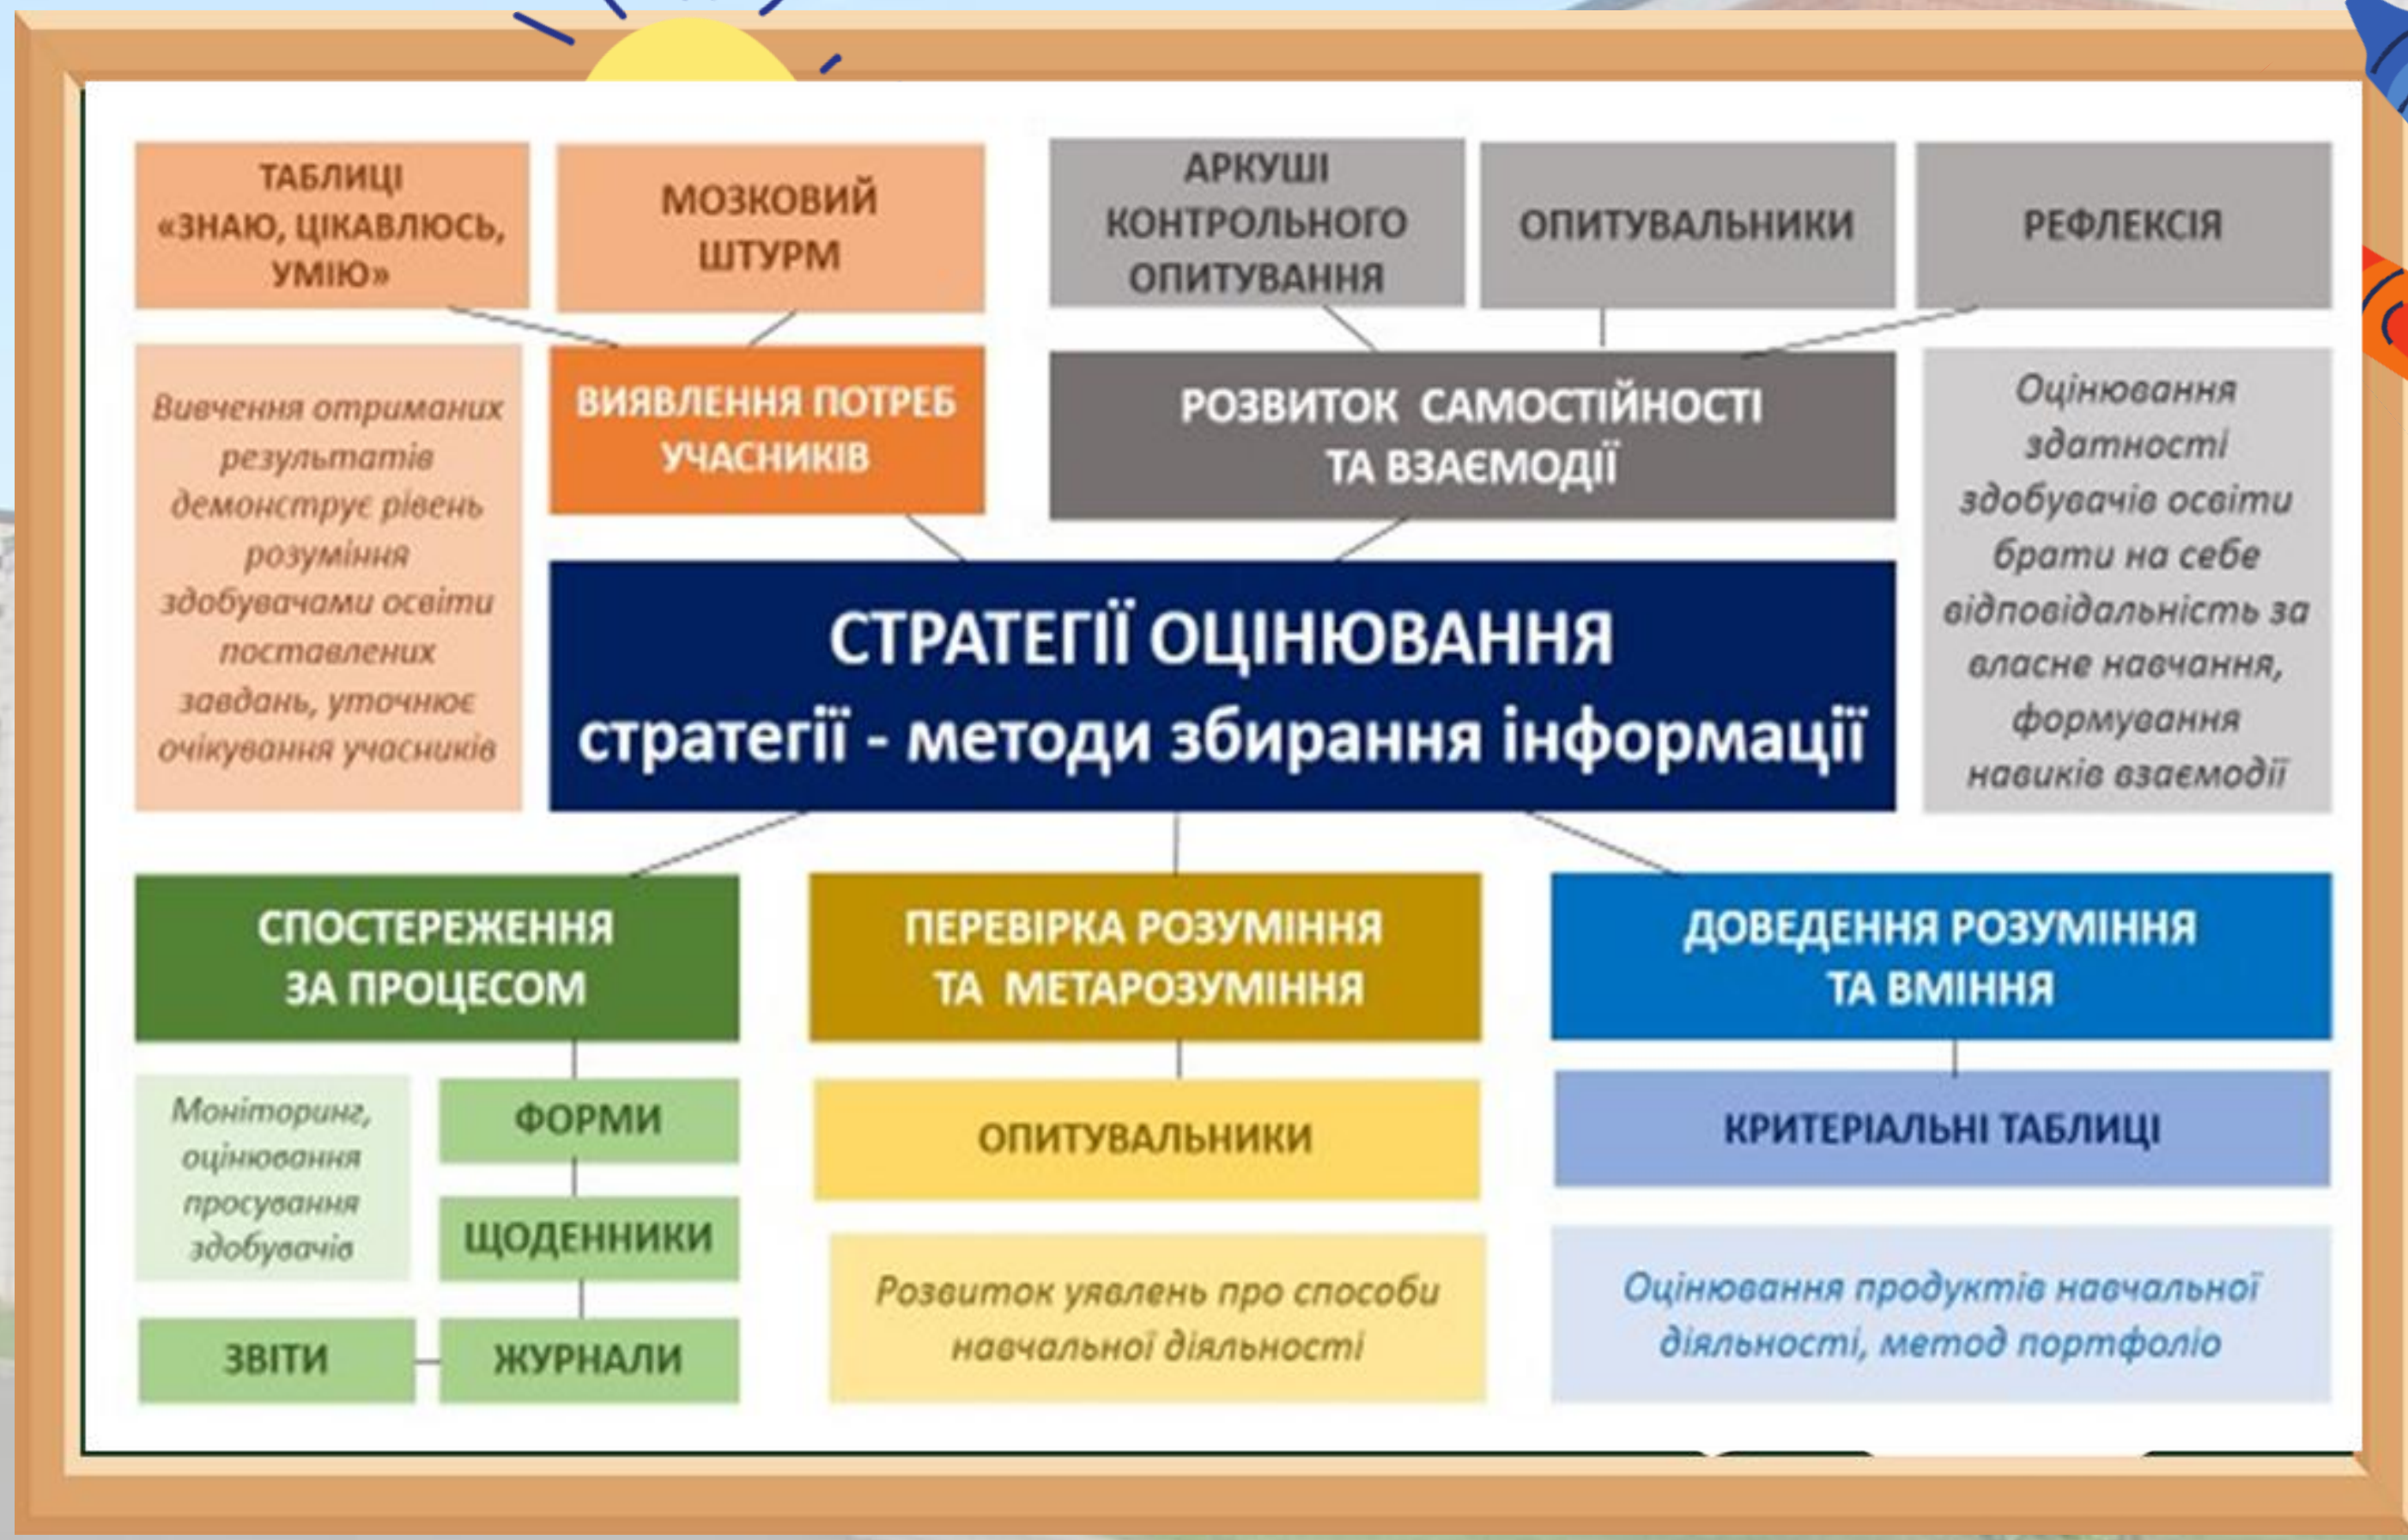 ТАБЛИЦІ
«ЗНАЮ, ЦІКАВЛЮСЬ,
УМІЮ»
МОЗКОВИЙ
ШТУРМ
АРКУШІ
КОНТРОЛЬНОГО
ОПИТУВАННЯ
ОПИТУВАЛЬНИКИ
РЕФЛЕКСІЯ
Вивчення отриманих
результатів
демонструє рівень
розуміння
здобувачами освіти
поставлених
завдань, уточнює
очікування учасників
ВИЯВЛЕННЯ ПОТРЕБ
УЧАСНИКІВ
РОЗВИТОК САМОСТІЙНОСТІ
ТА ВЗАЄМОДІЇ
Оцінювання
здатності
здобувачів освіти
брати на себе
відповідальність за
власне навчання,
формування
навиків взаємодії
СТРАТЕГІЇ ОЦІНЮВАННЯ
стратегії - методи збирання інформації
СПОСТЕРЕЖЕННЯ
ЗА ПРОЦЕСОМ
ПЕРЕВІРКА РОЗУМІННЯ
ТА МЕТАРОЗУМІННЯ
ДОВЕДЕННЯ РОЗУМІННЯ
ТА ВМІННЯ
Моніторинг,
оцінювання
просування
здобувачів
ФОРМИ
ЩОДЕННИКИ
ЗВІТИ
ЖУРНАЛИ
ОПИТУВАЛЬНИКИ
Розвиток уявлень про способи
навчальної діяльності
КРИТЕРІАЛЬНІ ТАБЛИЦІ
Оцінювання продуктів навчальної
діяльності, метод портфоліо